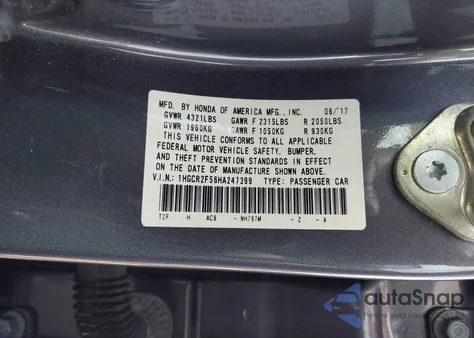 MFD. BY HONDA OF AMERICA MFG., INC. 06/17
GVWR 4321LBS GAWR F 2315LBS R 2050LBS
GVWR 1960KG GAWR F 1050KG R 930KG
THIS VEHICLE CONFORMS TO ALL APPLICABLE
FEDERAL MOTOR VEHICLE SAFETY, BUMPER,
AND THEFT PREVENTION STANDARDS IN EFFECT
ON THE DATE OF MANUFACTURE SHOWN ABOVE.
V.I.N.: 1HGCR2F56HA247399 TYPE: PASSENGER CAR
T2F H AC8 - NH797M - Z - A
autoSnap